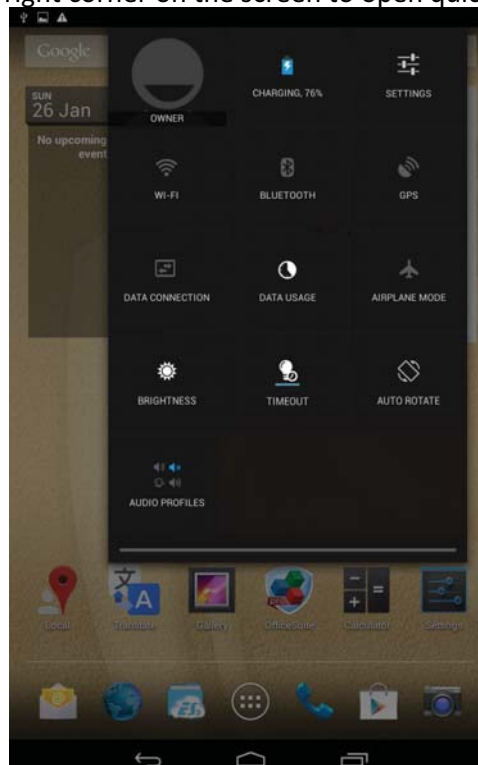 right corner on the screen to open quic
Google
SUN
26 Jan
No upcoming
event
OWNER
CHARGING, 76%
SETTINGS
WI-FI
BLUETOOTH
GPS
DATA CONNECTION
DATA USAGE
AIRPLANE MODE
BRIGHTNESS
TIMEOUT
AUTO ROTATE
AUDIO PROFILES
Local
Translate
Gallery
OfficeSuite
Calculator
Settings